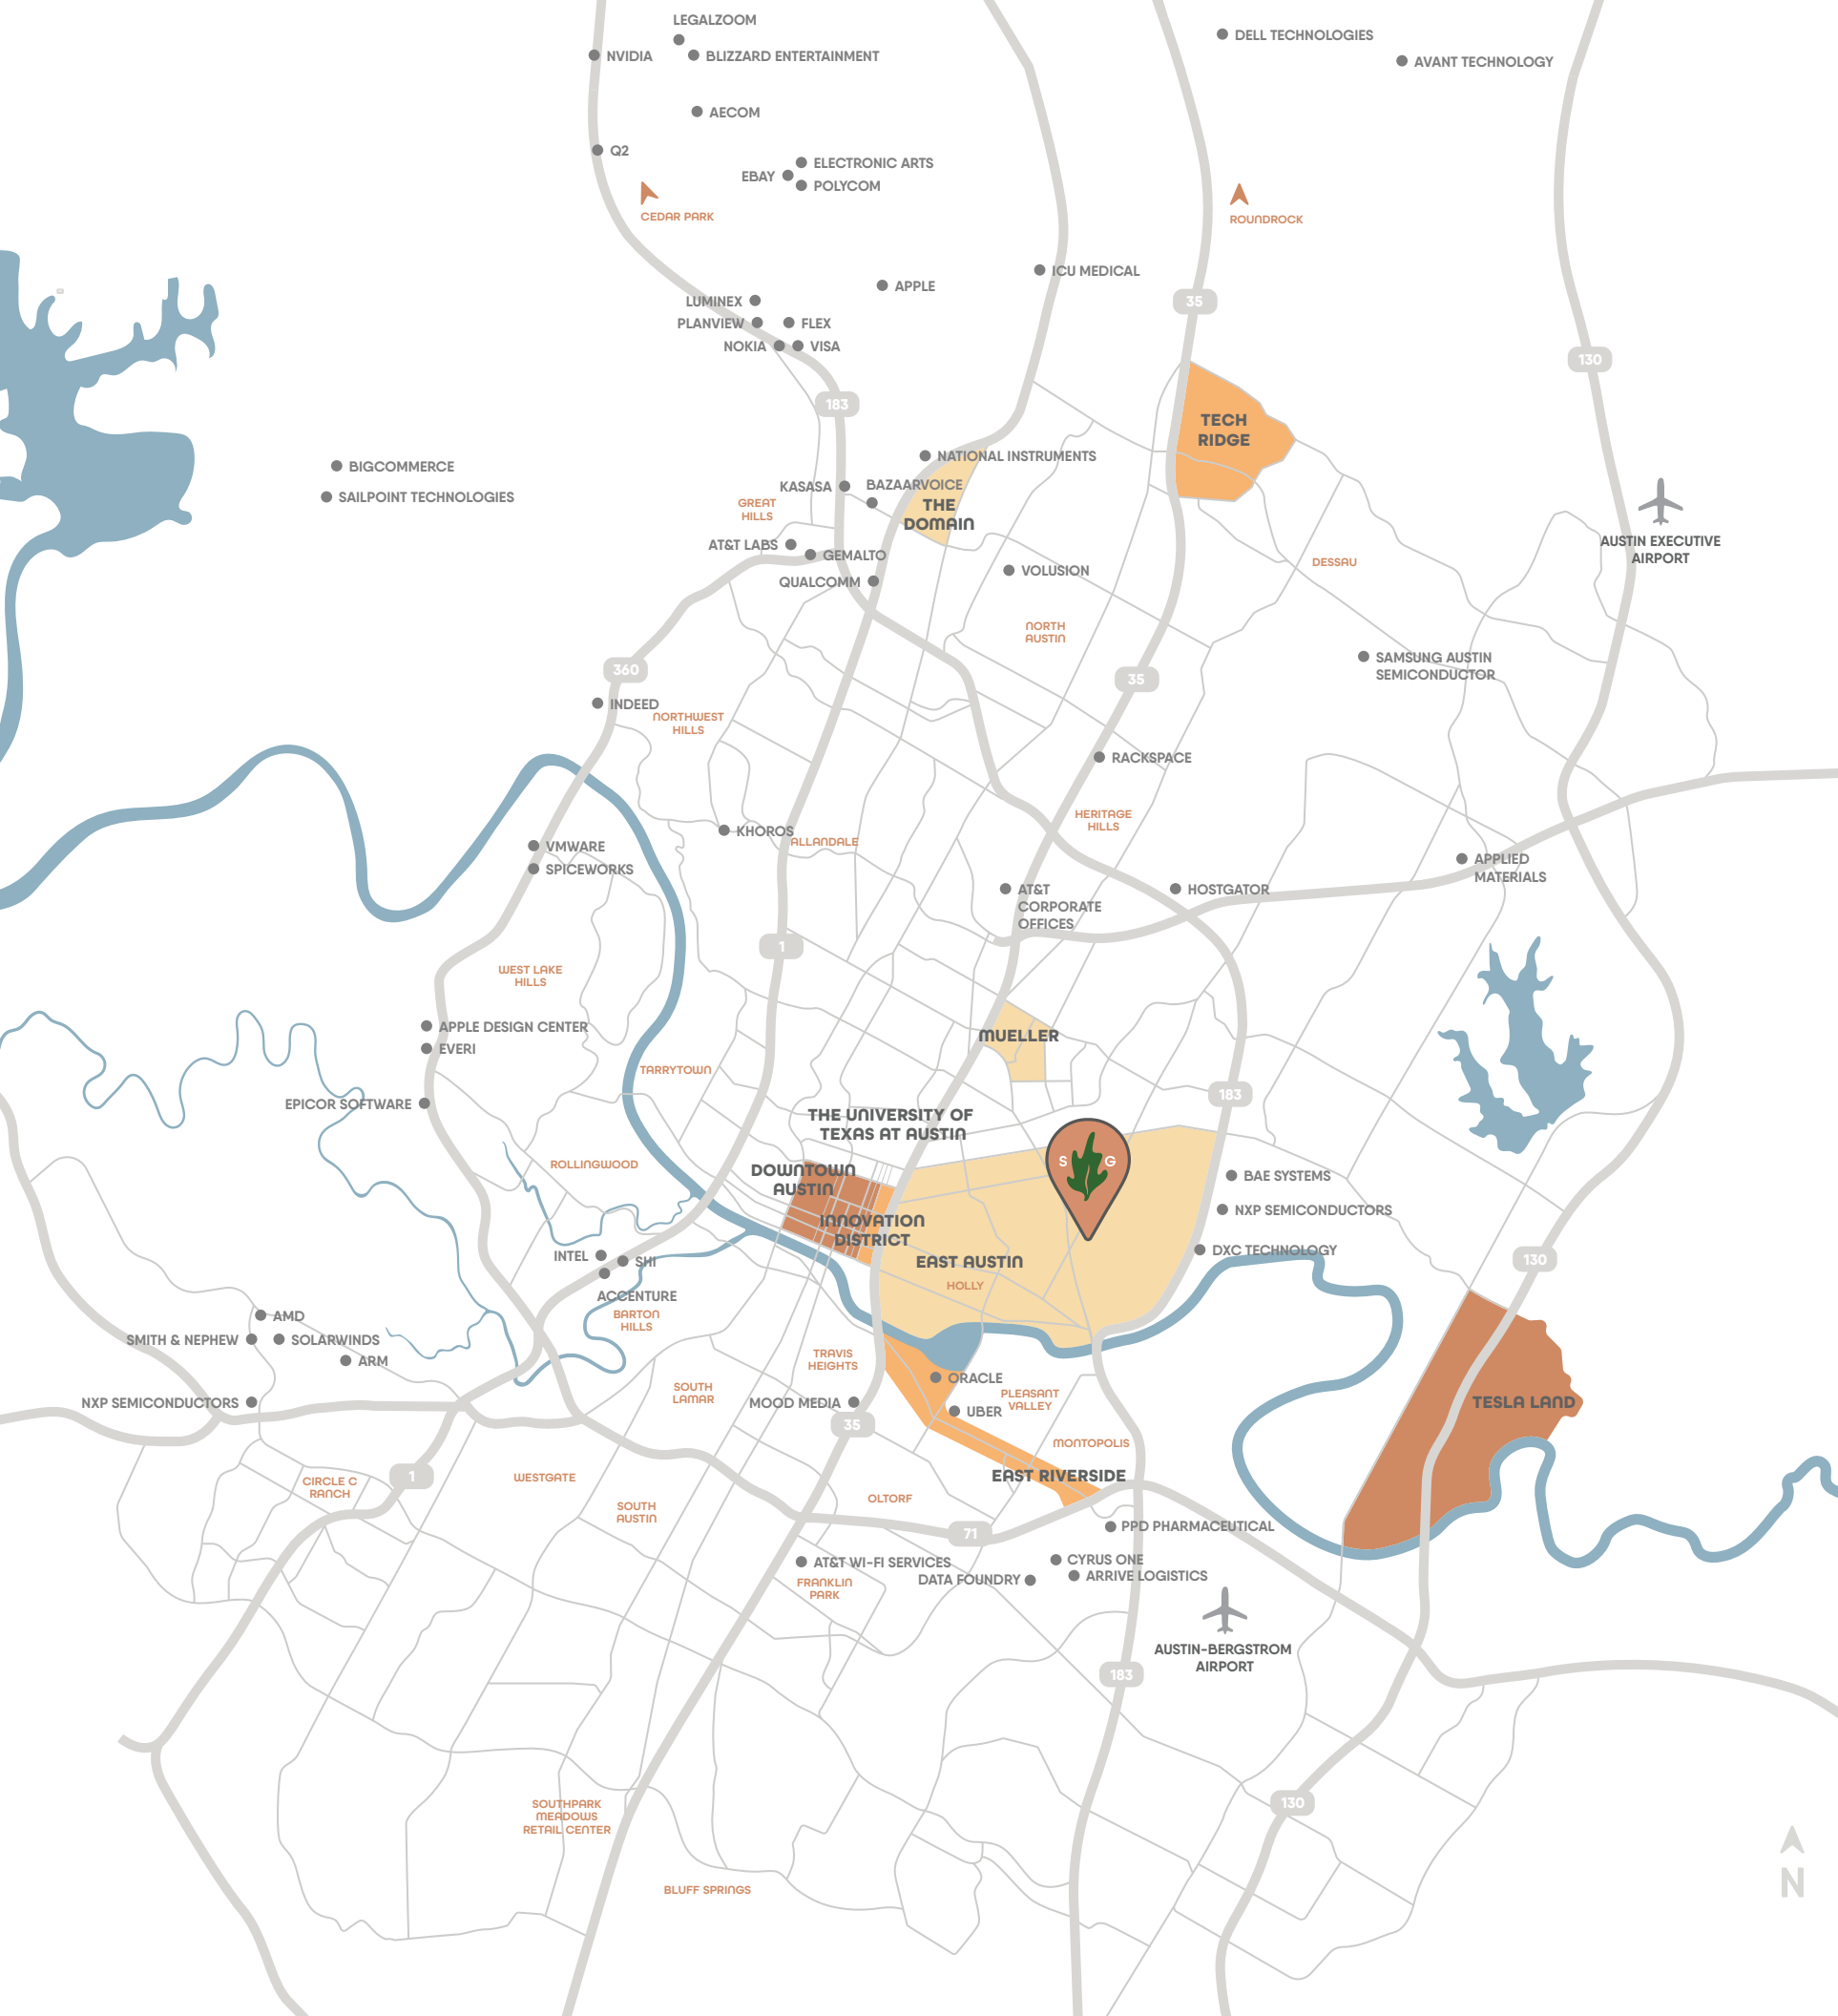 LEGALZOOM
NVIDIA
BLIZZARD ENTERTAINMENT
DELL TECHNOLOGIES
AVANT TECHNOLOGY
AECOM
Q2
ELECTRONIC ARTS
EBAY
POLYCOM
CEDAR PARK
ROUNDROCK
ICU MEDICAL
APPLE
LUMINEX
35
PLANVIEW
FLEX
NOKIA
VISA
130
183
TECH
RIDGE
NATIONAL INSTRUMENTS
BIGCOMMERCE
KASASA
BAZAARVOICE
SAILPOINT TECHNOLOGIES
GREAT
HILLS
THE
DOMAIN
AT&T LABS
GEMALTO
AUSTIN EXECUTIVE
AIRPORT
DESSAU
QUALCOMM
VOLUSION
NORTH
AUSTIN
SAMSUNG AUSTIN
SEMICONDUCTOR
360
35
INDEED
NORTHWEST
HILLS
RACKSPACE
HERITAGE
HILLS
KHOROS
ALLANDALE
VMWARE
SPICEWORKS
APPLIED
MATERIALS
AT&T
CORPORATE
OFFICES
HOSTGATOR
1
WEST LAKE
HILLS
APPLE DESIGN CENTER
EVERI
MUELLER
TARRYTOWN
EPICOR SOFTWARE
183
THE UNIVERSITY OF
TEXAS AT AUSTIN
ROLLINGWOOD
DOWNTOWN
AUSTIN
S G
BAE SYSTEMS
NXP SEMICONDUCTORS
INNOVATION
DISTRICT
DXC TECHNOLOGY
INTEL
SHI
EAST AUSTIN
130
HOLLY
ACCENTURE
BARTON
HILLS
AMD
SMITH & NEPHEW
SOLARWINDS
ARM
TRAVIS
HEIGHTS
ORACLE
SOUTH
LAMAR
PLEASANT
VALLEY
NXP SEMICONDUCTORS
MOOD MEDIA
UBER
TESLA LAND
35
MONTOPOLIS
1
WESTGATE
EAST RIVERSIDE
CIRCLE C
RANCH
OLTORF
SOUTH
AUSTIN
71
PPD PHARMACEUTICAL
AT&T WI-FI SERVICES
CYRUS ONE
DATA FOUNDRY
ARRIVE LOGISTICS
FRANKLIN
PARK
AUSTIN-BERGSTROM
AIRPORT
183
130
SOUTHPARK
MEADOWS
RETAIL CENTER
BLUFF SPRINGS
N